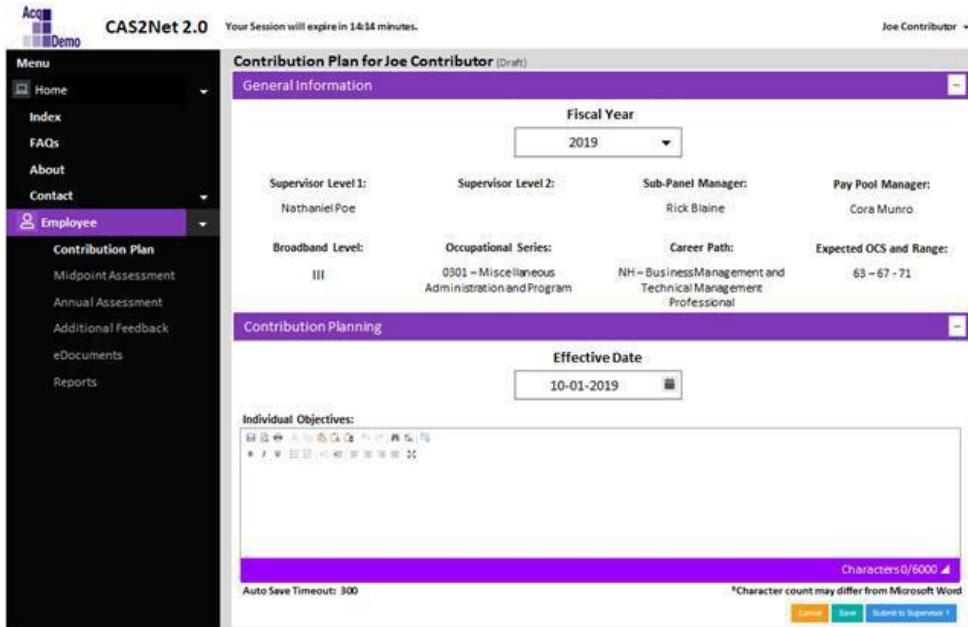 Acq
Demo
CAS2Net 2.0
Your Session will expire in 14:14 minutes.
Joe Contributor
Menu
Home
Index
FAQs
About
Contact
Employee
Contribution Plan
Midpoint Assessment
Annual Assessment
Additional Feedback
eDocuments
Reports
Contribution Plan for Joe Contributor (Draft)
General Information
Fiscal Year
2019
Supervisor Level 1: Supervisor Level 2: Sub-Panel Manager: Pay Pool Manager:
Nathaniel Poe Rick Blaine Cora Munro
Broadband Level: Occupational Series: Career Path: Expected OCS and Range:
III 0301 – Miscellaneous NH – Business Management and 63 – 67 - 71
Administration and Program Technical Management
Professional
Contribution Planning
Effective Date
10-01-2019
Individual Objectives:
Characters 0/6000
Auto Save Timeout: 300 *Character count may differ from Microsoft Word
Cancel Save Submit to Supervisor 1